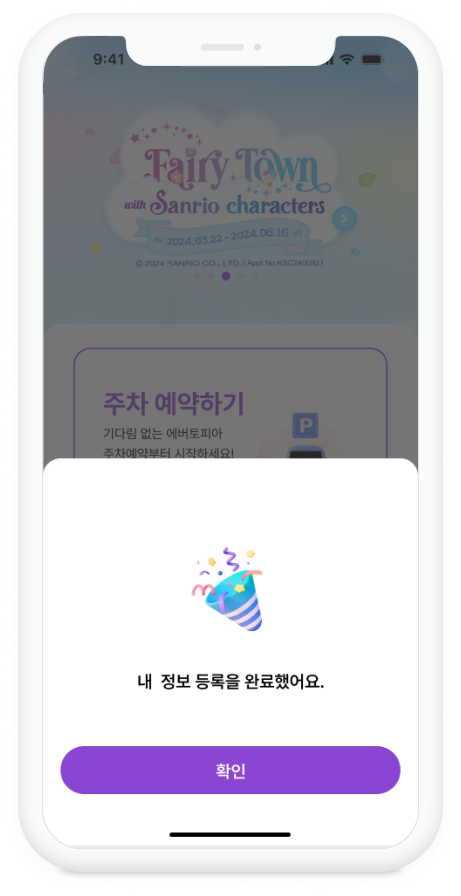 9:41
Fairy Town
with Sanrio characters
2024.03.22 - 2024.06.16
© 2024 SANRIO CO., LTD. (Appr No.KSC240092)
주차 예약하기
기다림 없는 에버토피아
주차예약부터 시작하세요!
P
내 정보 등록을 완료했어요.
확인